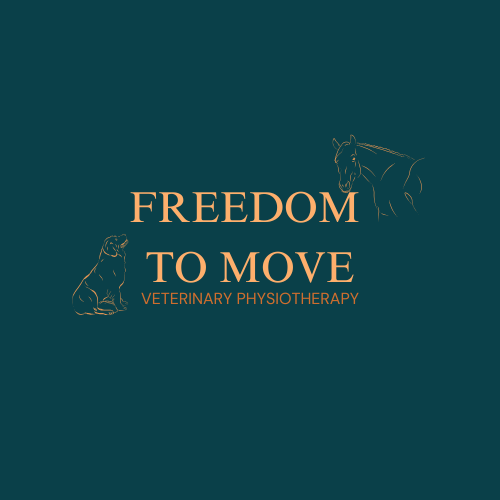 FREEDOM
TO MOVE
VETERINARY PHYSIOTHERAPY